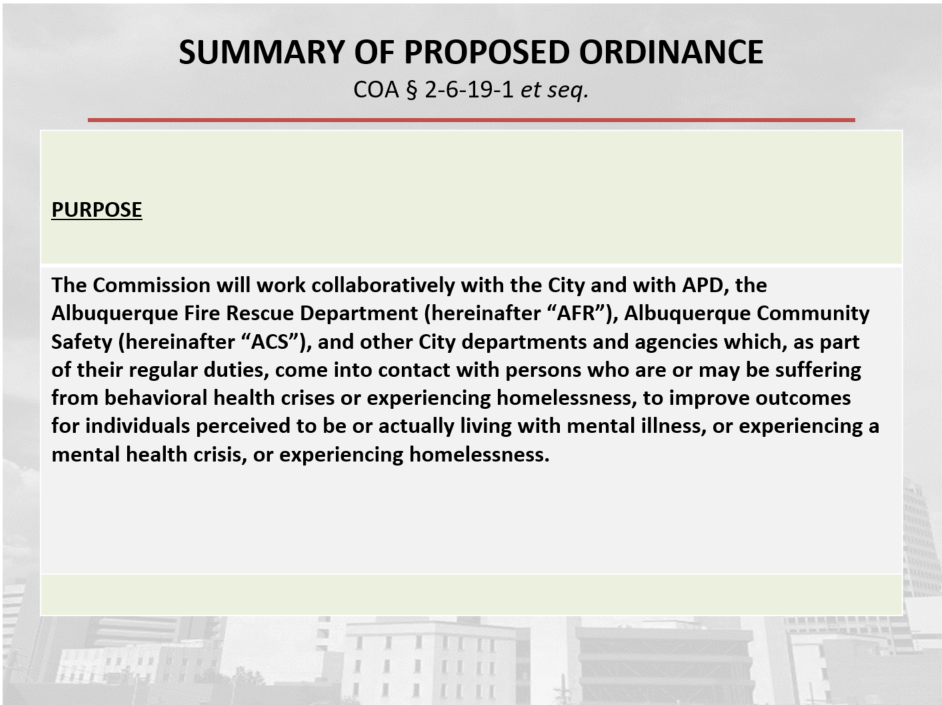 SUMMARY OF PROPOSED ORDINANCE
COA § 2-6-19-1 et seq.
PURPOSE
The Commission will work collaboratively with the City and with APD, the
Albuquerque Fire Rescue Department (hereinafter “AFR”), Albuquerque Community
Safety (hereinafter “ACS”), and other City departments and agencies which, as part
of their regular duties, come into contact with persons who are or may be suffering
from behavioral health crises or experiencing homelessness, to improve outcomes
for individuals perceived to be or actually living with mental illness, or experiencing a
mental health crisis, or experiencing homelessness.